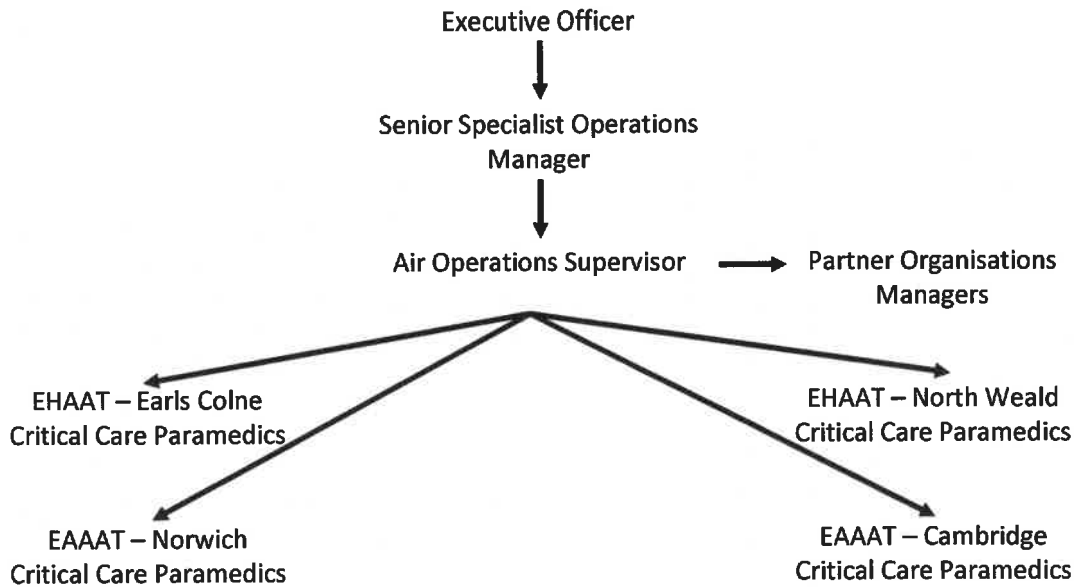 Executive Officer
Senior Specialist Operations
Manager
Air Operations Supervisor
Partner Organisations
Managers
EHAAT – Earls Colne
Critical Care Paramedics
EHAAT – North Weald
Critical Care Paramedics
EAAAT – Norwich
Critical Care Paramedics
EAAAT – Cambridge
Critical Care Paramedics